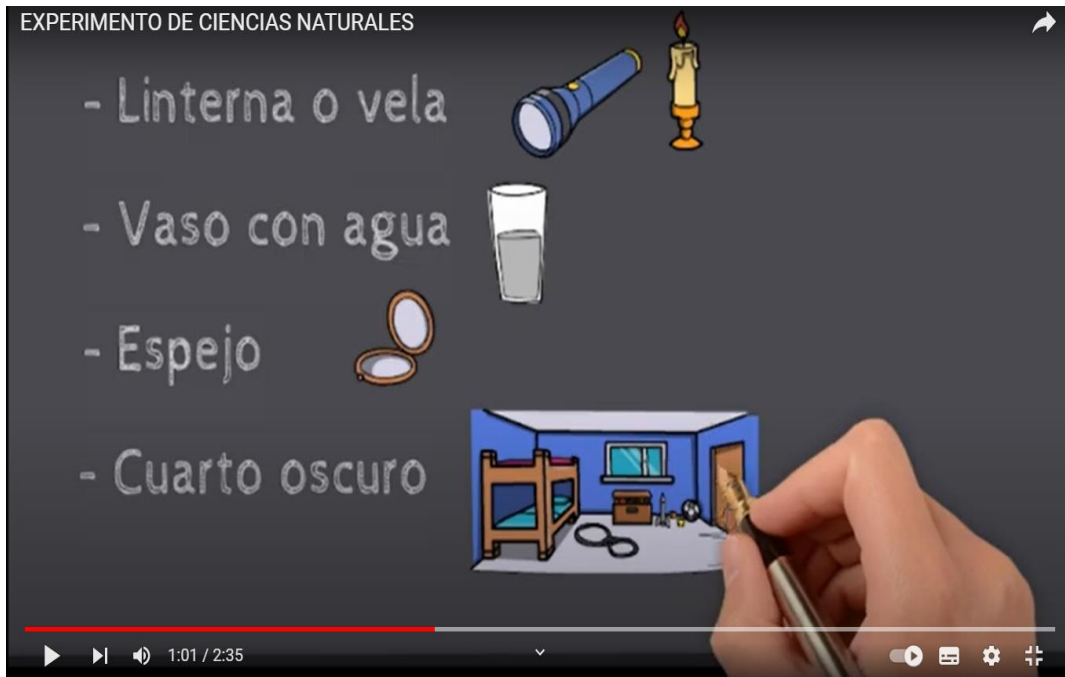 EXPERIMENTO DE CIENCIAS NATURALES
- Linterna o vela
- Vaso con agua
- Espejo
- Cuarto oscuro
1:01 / 2:35